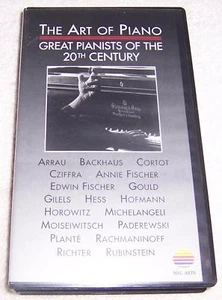 THE ART OF PIANO
GREAT PIANISTS OF THE
20TH CENTURY
ARRAU BACKHAUS CORTOT
CZIFFRA ANNIE FISCHER
EDWIN FISCHER GOULD
GILELS HESS HOFMANN
HOROWITZ MICHELANGELI
MOISEIWITSCH PADEREWSKI
PLANTÉ RACHMANINOFF
RICHTER RUBINSTEIN